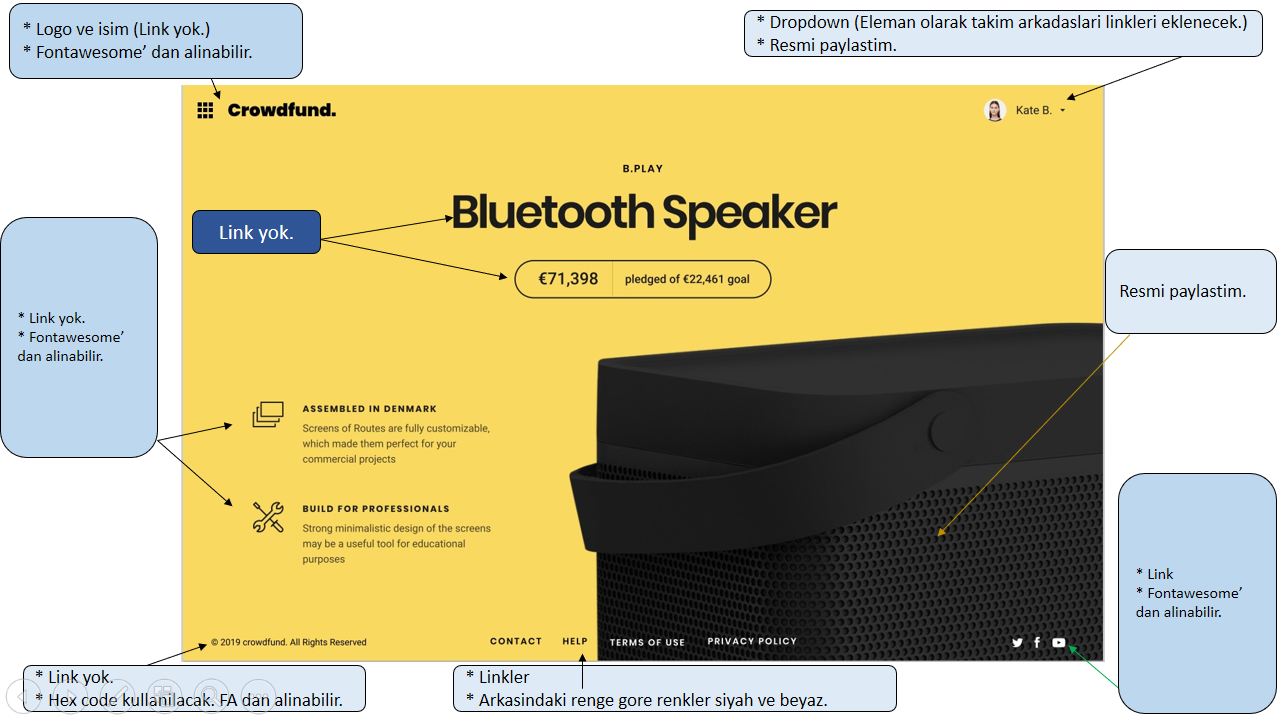 * Logo ve isim (Link yok.)
* Fontawesome’ dan alinabilir.
* Dropdown (Eleman olarak takim arkadaslari linkleri eklenecek.)
* Resmi paylastim.
Crowdfund.
Kate B.
B.PLAY
Bluetooth Speaker
Link yok.
€71,398
pledged of €22,461 goal
Resmi paylastim.
* Link yok.
* Fontawesome’
dan alinabilir.
ASSEMBLED IN DENMARK
Screens of Routes are fully customizable,
which made them perfect for your
commercial projects
BUILD FOR PROFESSIONALS
Strong minimalistic design of the screens
may be a useful tool for educational
purposes
* Link
* Fontawesome’
dan alinabilir.
© 2019 crowdfund. All Rights Reserved
CONTACT
HELP
TERMS OF USE
PRIVACY POLICY
* Link yok.
* Hex code kullanilacak. FA dan alinabilir.
* Linkler
* Arkasindaki renge gore renkler siyah ve beyaz.